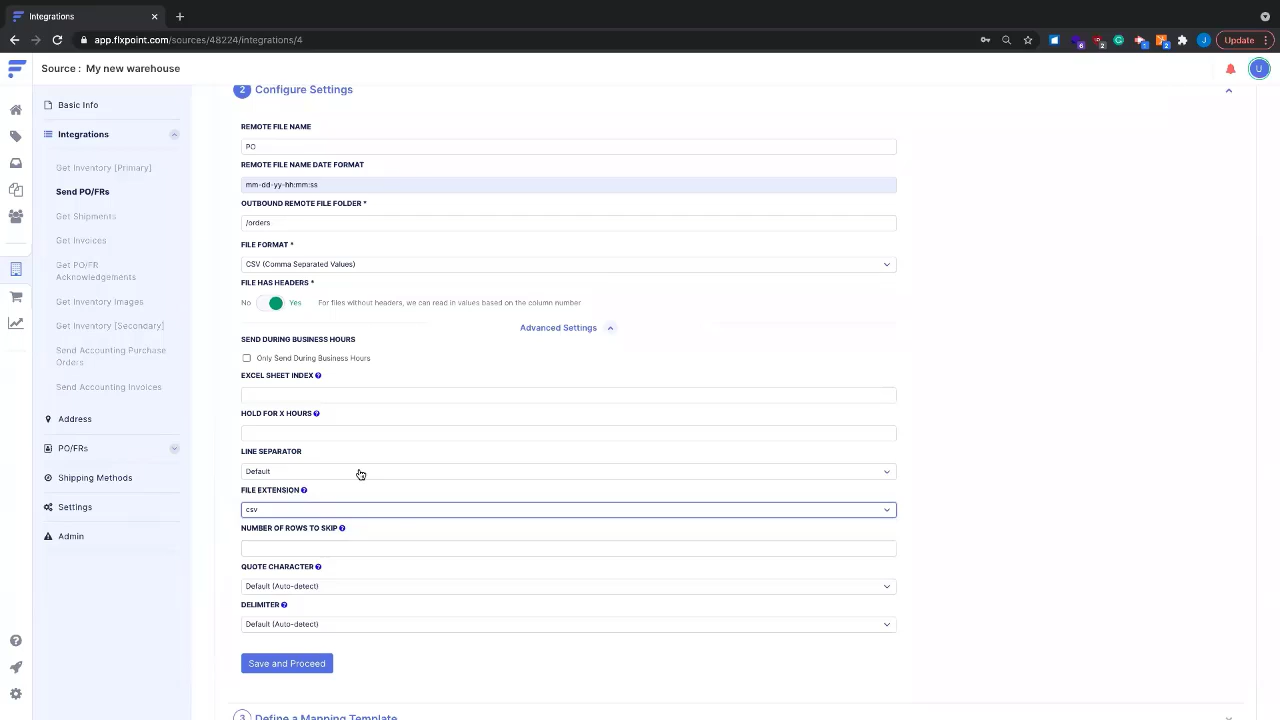 Integrations
app.flxpoint.com/sources/48224/integrations/4
6
2
1
2
J
Update
Source : My new warehouse
U
Basic Info
Integrations
Get Inventory [Primary]
Send PO/FRs
Get Shipments
Get Invoices
Get PO/FR
Acknowledgements
Get Inventory Images
Get Inventory [Secondary]
Send Accounting Purchase
Orders
Send Accounting Invoices
Address
PO/FRs
Shipping Methods
Settings
Admin
2 Configure Settings
REMOTE FILE NAME
PO
REMOTE FILE NAME DATE FORMAT
mm-dd-yy-hh:mm:ss
OUTBOUND REMOTE FILE FOLDER *
/orders
FILE FORMAT *
CSV (Comma Separated Values)
FILE HAS HEADERS *
No Yes For files without headers, we can read in values based on the column number
Advanced Settings
SEND DURING BUSINESS HOURS
Only Send During Business Hours
EXCEL SHEET INDEX ?
HOLD FOR X HOURS ?
LINE SEPARATOR
Default
FILE EXTENSION ?
csv
NUMBER OF ROWS TO SKIP ?
QUOTE CHARACTER ?
Default (Auto-detect)
DELIMITER ?
Default (Auto-detect)
Save and Proceed
3 Define a Mapping Template